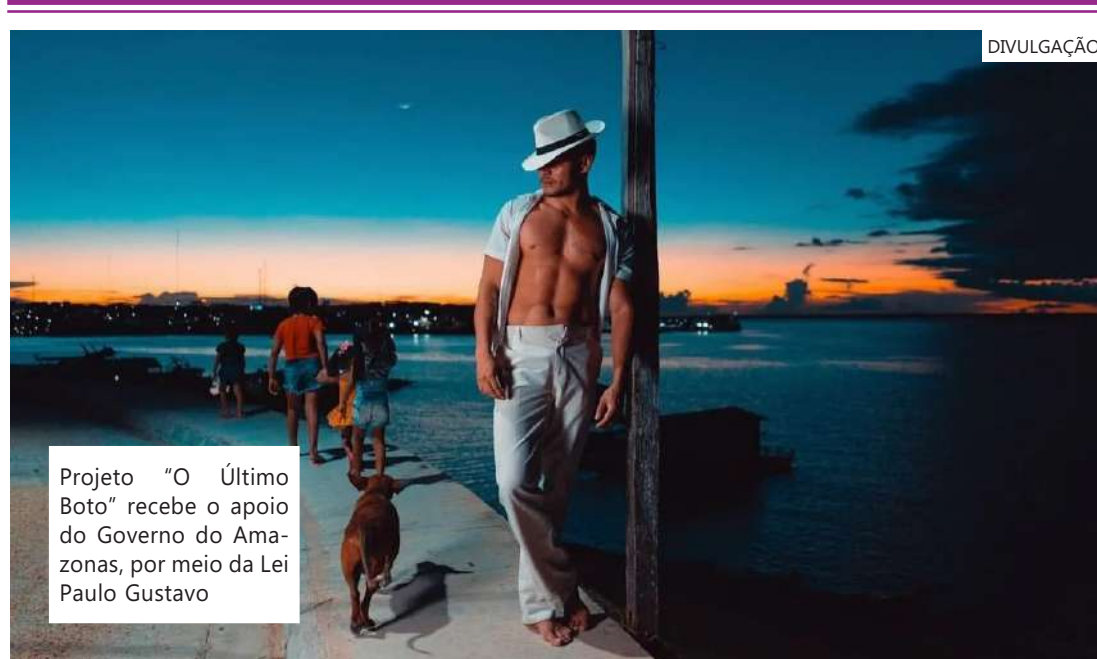 DIVULGAÇÃO
Projeto “O Último
Boto” recebe o apoio
do Governo do Ama-
zonas, por meio da Lei
Paulo Gustavo